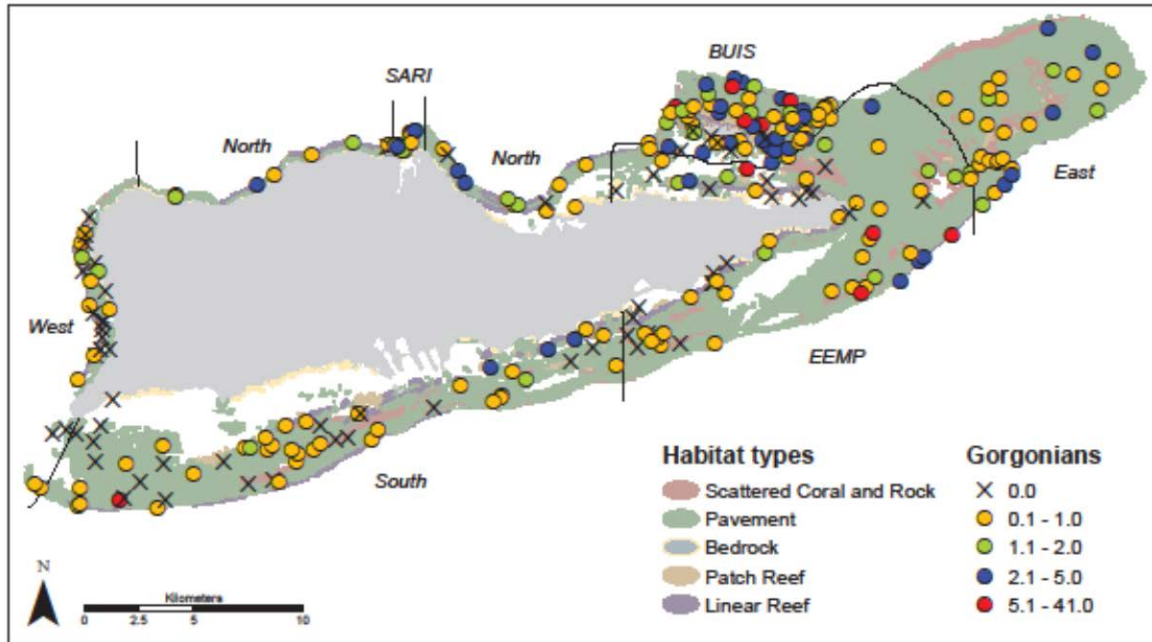 BUIS
SARI
North
North
East
West
EEMP
South
Habitat types
Scattered Coral and Rock
Pavement
Bedrock
Patch Reef
Linear Reef
Gorgonians
0.0
0.1 - 1.0
1.1 - 2.0
2.1 - 5.0
5.1 - 41.0
N
Kilometers
0 2.5 5 10